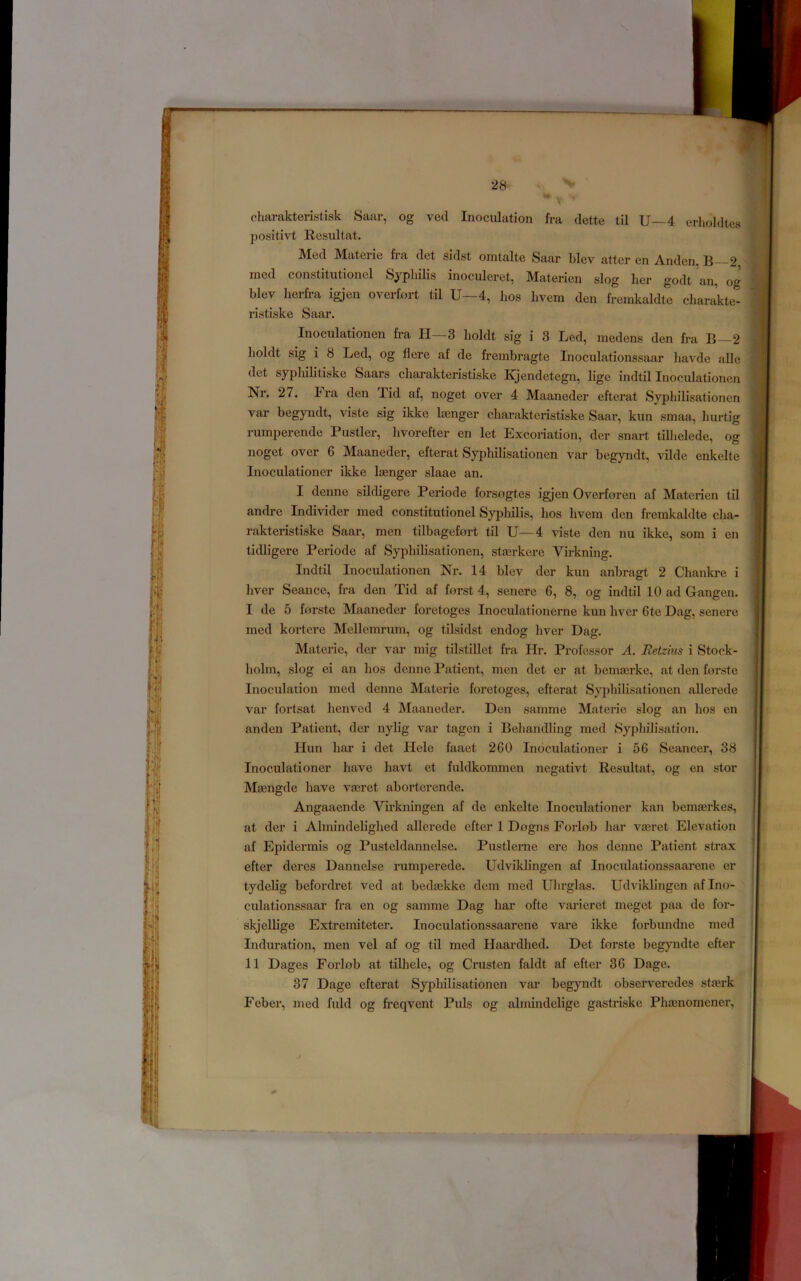 28
charakteristisk Saar, og ved Inoculation fra dette til U—4 erholdtes
positivt Resultat.
Med Materie fra det sidst omtalte Saar blev atter en Anden, B—2,
med constitutionel Syphilis inoculeret, Materien slog her godt an, og
blev herfra igjen overført til U—4, hos hvem den fremkaldte charakte-
ristiske Saar.
Inoculationen fra H—3 holdt sig i 3 Led, medens den fra B—2
holdt sig i 8 Led, og flere af de frembragte Inoculationssaar havde alle
det syphilitiske Saars charakteristiske Kjendetegn, lige indtil Inoculationen
Nr. 27. Fra den Tid af, noget over 4 Maaneder efterat Syphilisationen
var begyndt, viste sig ikke længer charakteristiske Saar, kun smaa, hurtig
rumperende Pustler, hvorefter en let Excoriation, der snart tilhelede, og
noget over 6 Maaneder, efterat Syphilisationen var begyndt, vilde enkelte
Inoculationer ikke længer slaae an.
I denne sildigere Periode forsøgtes igjen Overføren af Materien til
andre Individer med constitutionel Syphilis, hos hvem den fremkaldte cha-
rakteristiske Saar, men tilbageført til U—4 viste den nu ikke, som i en
tidligere Periode af Syphilisationen, stærkere Virkning.
Indtil Inoculationen Nr. 14 blev der kun anbragt 2 Chankre i
hver Seance, fra den Tid af først 4, senere 6, 8, og indtil 10 ad Gangen.
I de 5 første Maaneder foretoges Inoculationerne kun hver 6te Dag, senere
med kortere Mellemrum, og tilsidst endog hver Dag.
Materie, der var mig tilstillet fra Hr. Professor A. Retzius i Stock-
holm, slog ei an hos denne Patient, men det er at bemærke, at den første
Inoculation med denne Materie foretoges, efterat Syphilisationen allerede
var fortsat henved 4 Maaneder. Den samme Materie slog an hos en
anden Patient, der nylig var tagen i Behandling med Syphilisation.
Hun har i det Hele faaet 260 Inoculationer i 56 Seancer, 38
Inoculationer have havt et fuldkommen negativt Resultat, og en stor
Mængde have været aborterende.
Angaaende Virkningen af de enkelte Inoculationer kan bemærkes,
at der i Almindelighed allerede efter 1 Døgns Forløb har været Elevation
af Epidermis og Pusteldannelse. Pustlerne ere hos denne Patient strax
efter deres Dannelse rumperede. Udviklingen af Inoculationssaarene er
tydelig befordret ved at bedække dem med Uhrglas. Udviklingen af Ino-
culationssaar fra en og samme Dag har ofte varieret meget paa de for-
skjellige Extremiteter. Inoculationssaarene vare ikke forbundne med
Induration, men vel af og til med Haardhed. Det første begyndte efter
11 Dages Forløb at tilhele, og Crusten faldt af efter 36 Dage.
37 Dage efterat Syphilisationen var begyndt observeredes stærk
Feber, med fuld og freqvent Puls og almindelige gastriske Phænomener,